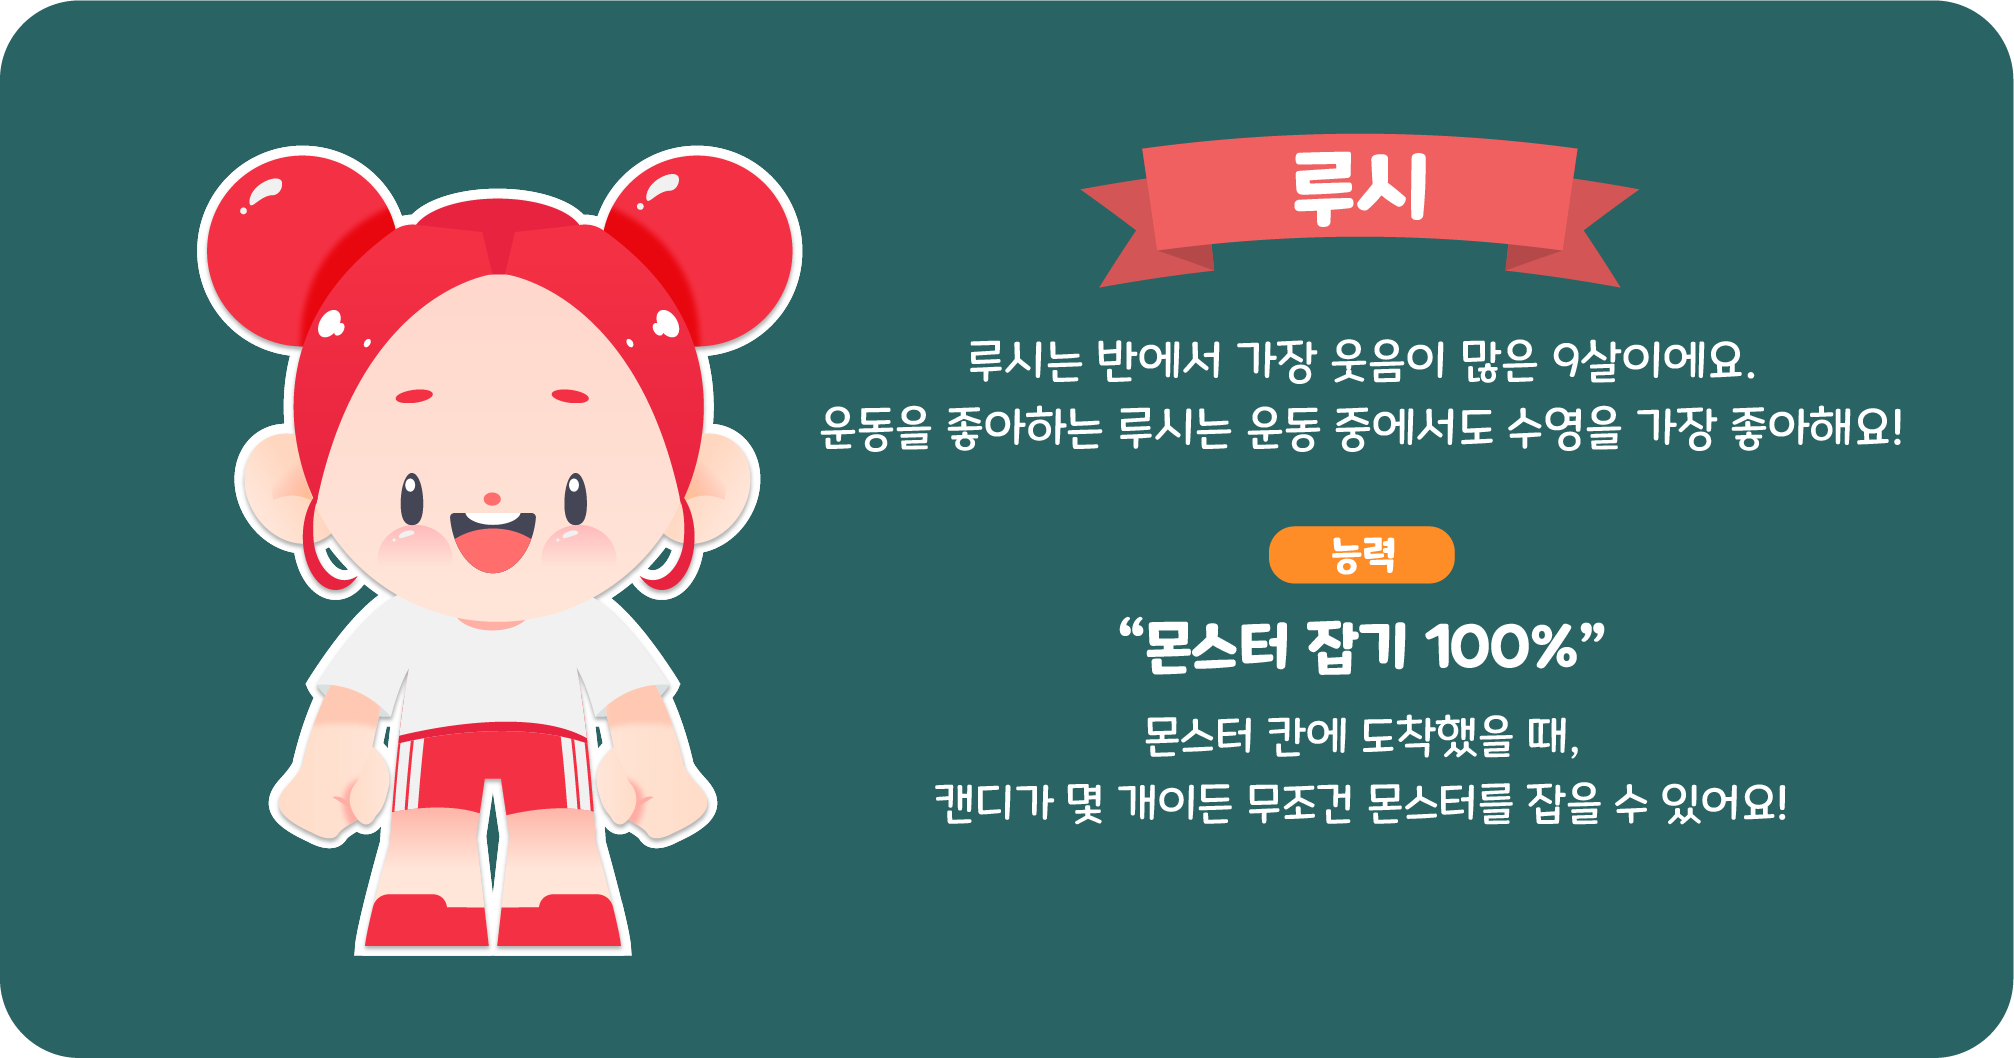 루시
루시는 반에서 가장 웃음이 많은 9살이에요.
운동을 좋아하는 루시는 운동 중에서도 수영을 가장 좋아해요!
능력
“몬스터 잡기 100%”
몬스터 칸에 도착했을 때,
캔디가 몇 개이든 무조건 몬스터를 잡을 수 있어요!